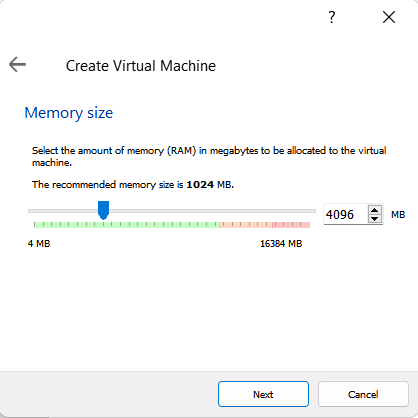 ?
Create Virtual Machine
Memory size
Select the amount of memory (RAM) in megabytes to be allocated to the virtual
machine.
The recommended memory size is 1024 MB.
4096 MB
4 MB 16384 MB
Next Cancel